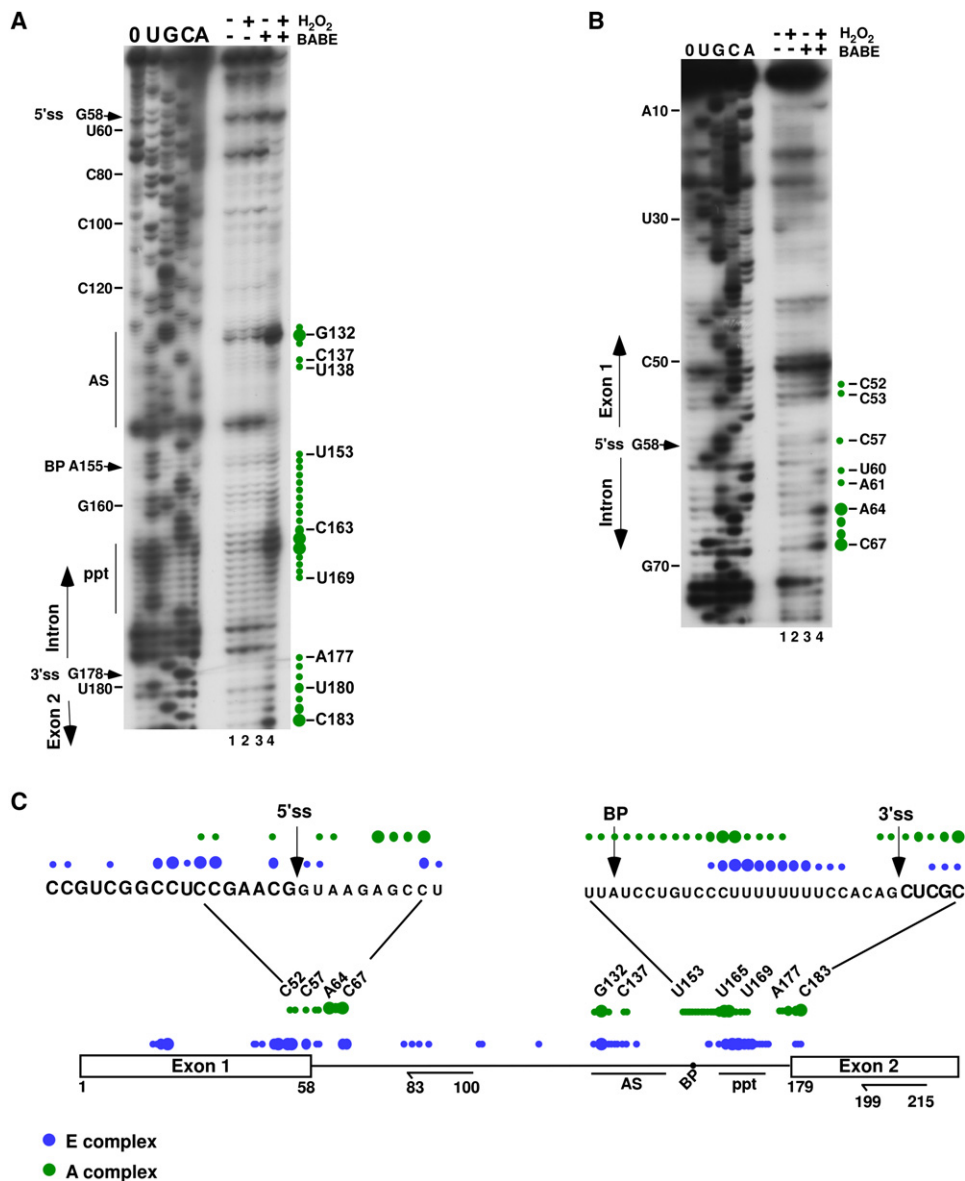 A
0 U G C A
- + - + H2O2
- - + + BABE
5'ss G58
U60
C80
C100
C120
AS
BP A155
G160
ppt
Intron
3'ss G178
U180
Exon 2
G132
C137
U138
U153
C163
U169
A177
U180
C183
1 2 3 4
B
0 U G C A
- + - + H2O2
- - + + BABE
A10
U30
C50
Exon 1
5'ss G58
Intron
G70
C52
C53
C57
U60
A61
A64
C67
1 2 3 4
C
5'ss
BP
3'ss
CCGUCGGCCUCCGAACGGUAAGAGCCU
UUAUCCUGUCCCUUUUUUUUCCACAGCUCGC
C52 C57 A64 C67
G132 C137 U153 U165 U169 A177 C183
Exon 1
Exon 2
1 58 83 100 AS BP ppt 179 199 215
E complex
A complex